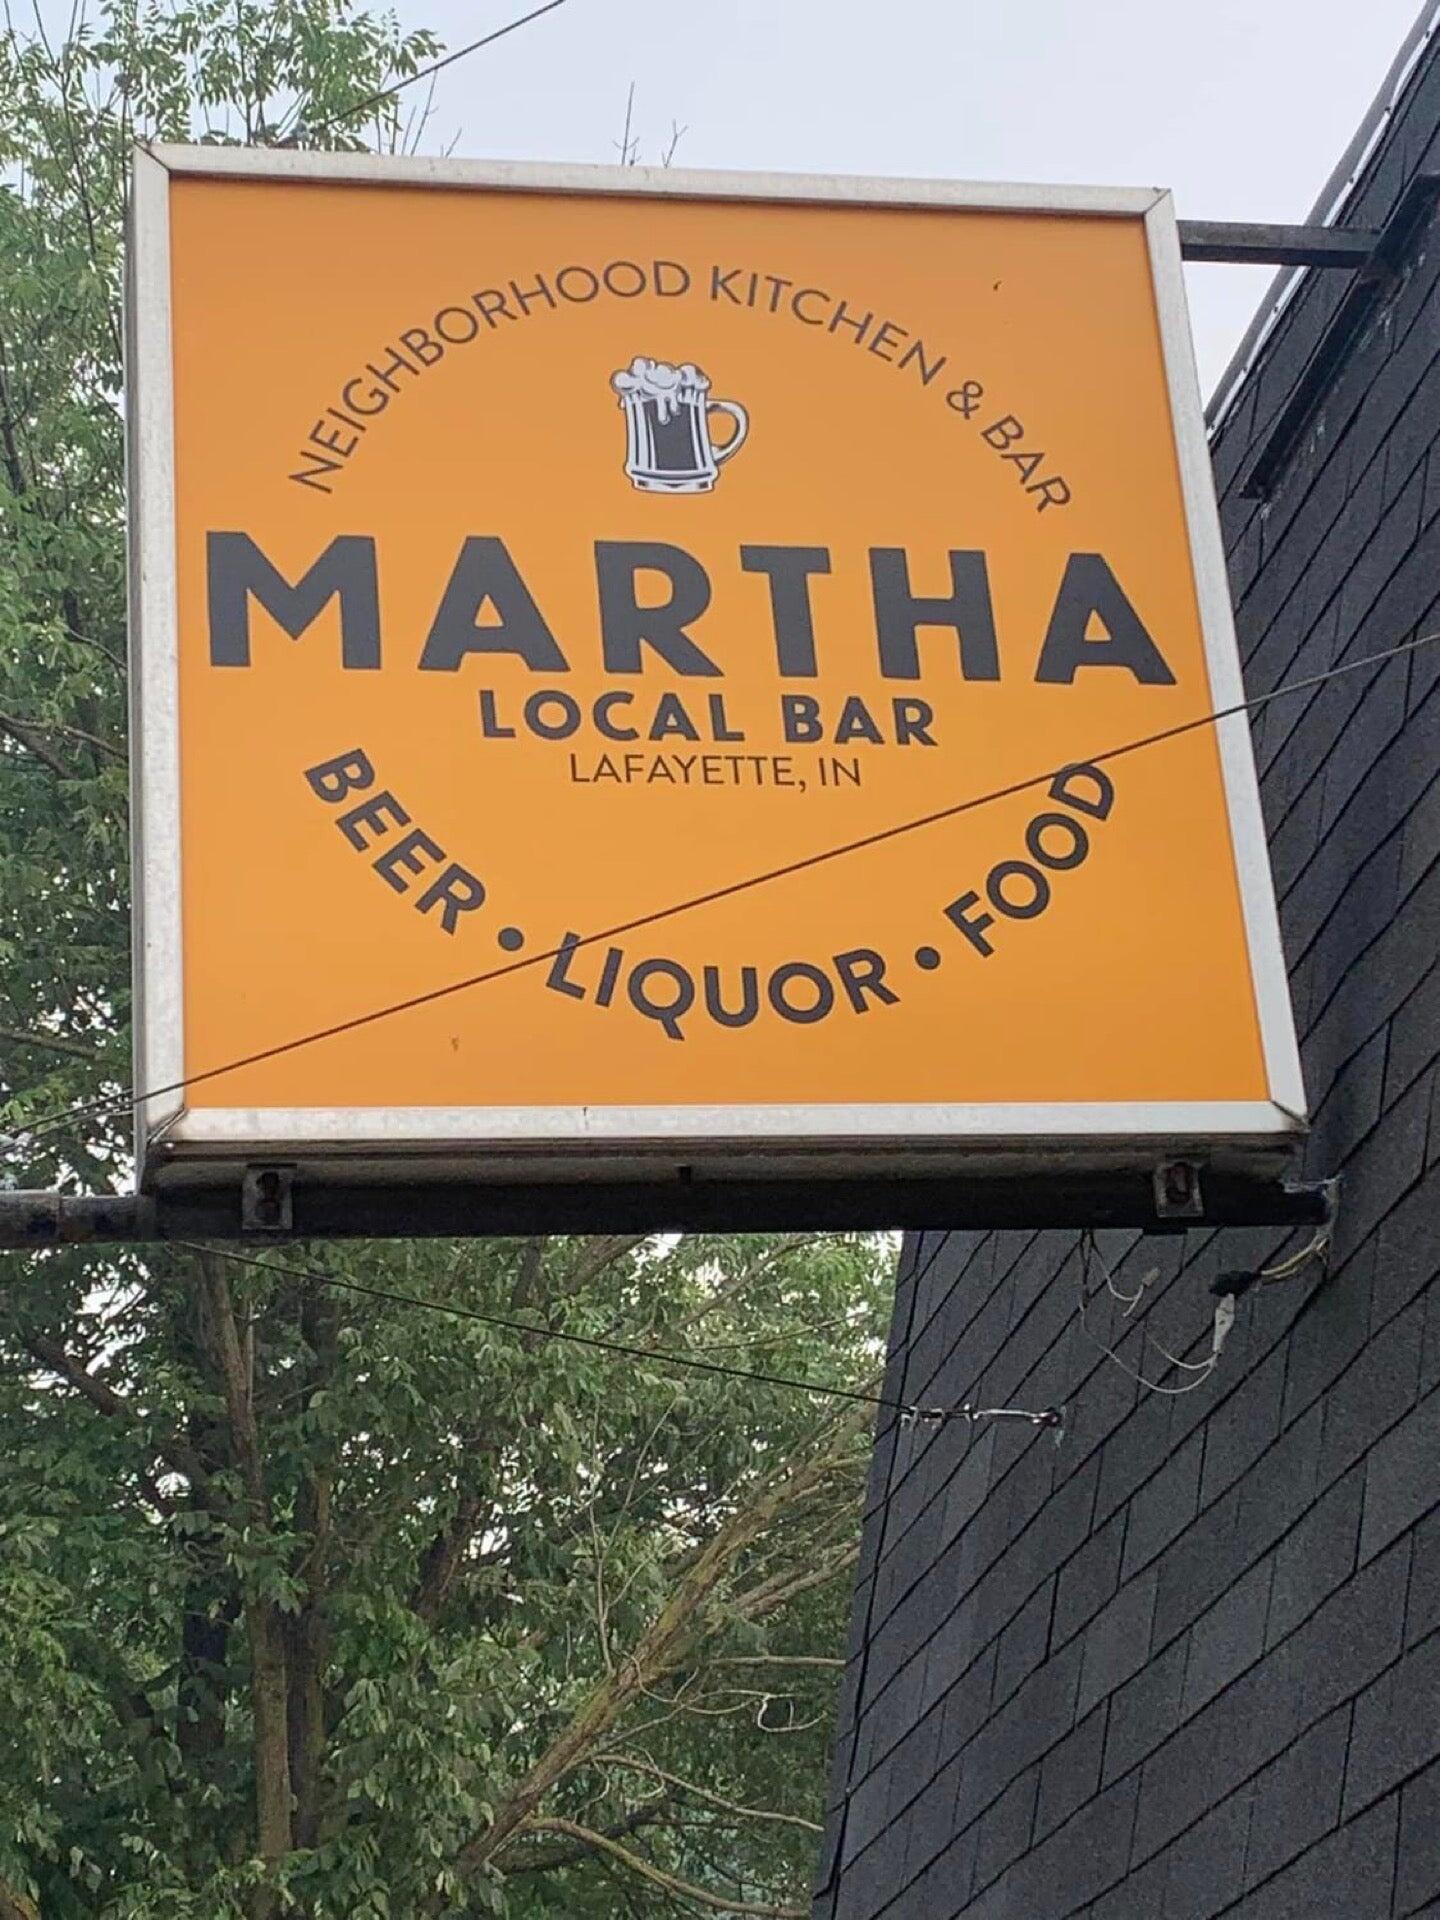 NEIGHBORHOOD KITCHEN & BAR
MARTHA
LOCAL BAR
LAFAYETTE, IN
BEER • LIQUOR • FOOD